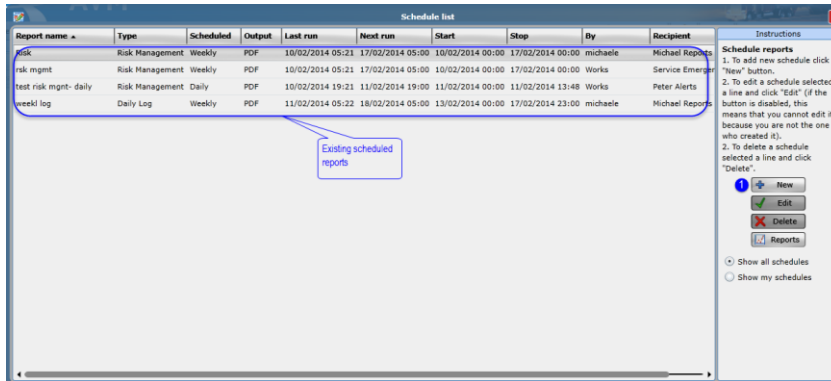 Schedule list
Report name Type Scheduled Output Last run Next run Start Stop By Recipient
Risk Risk Management Weekly PDF 10/02/2014 05:21 17/02/2014 05:00 10/02/2014 00:00 17/02/2014 00:00 michaele Michael Reports
rsk mgmt Risk Management Weekly PDF 10/02/2014 05:21 17/02/2014 05:00 10/02/2014 00:00 17/02/2014 00:00 Works Service Emerger
test risk mgnt- daily Risk Management Daily PDF 10/02/2014 19:21 11/02/2014 19:00 11/02/2014 00:00 11/02/2014 13:48 Works Peter Alerts
weekl log Daily Log Weekly PDF 11/02/2014 05:22 18/02/2014 05:00 13/02/2014 00:00 17/02/2014 23:00 michaele Michael Reports
Existing scheduled
reports
Instructions
Schedule reports
1. To add new schedule click
"New" button.
2. To edit a schedule selected
a line and click "Edit" (if the
button is disabled, this
means that you cannot edit it
because you are not the one
who created it).
2. To delete a schedule
selected a line and click
"Delete".
1 New
Edit
Delete
Reports
Show all schedules
Show my schedules